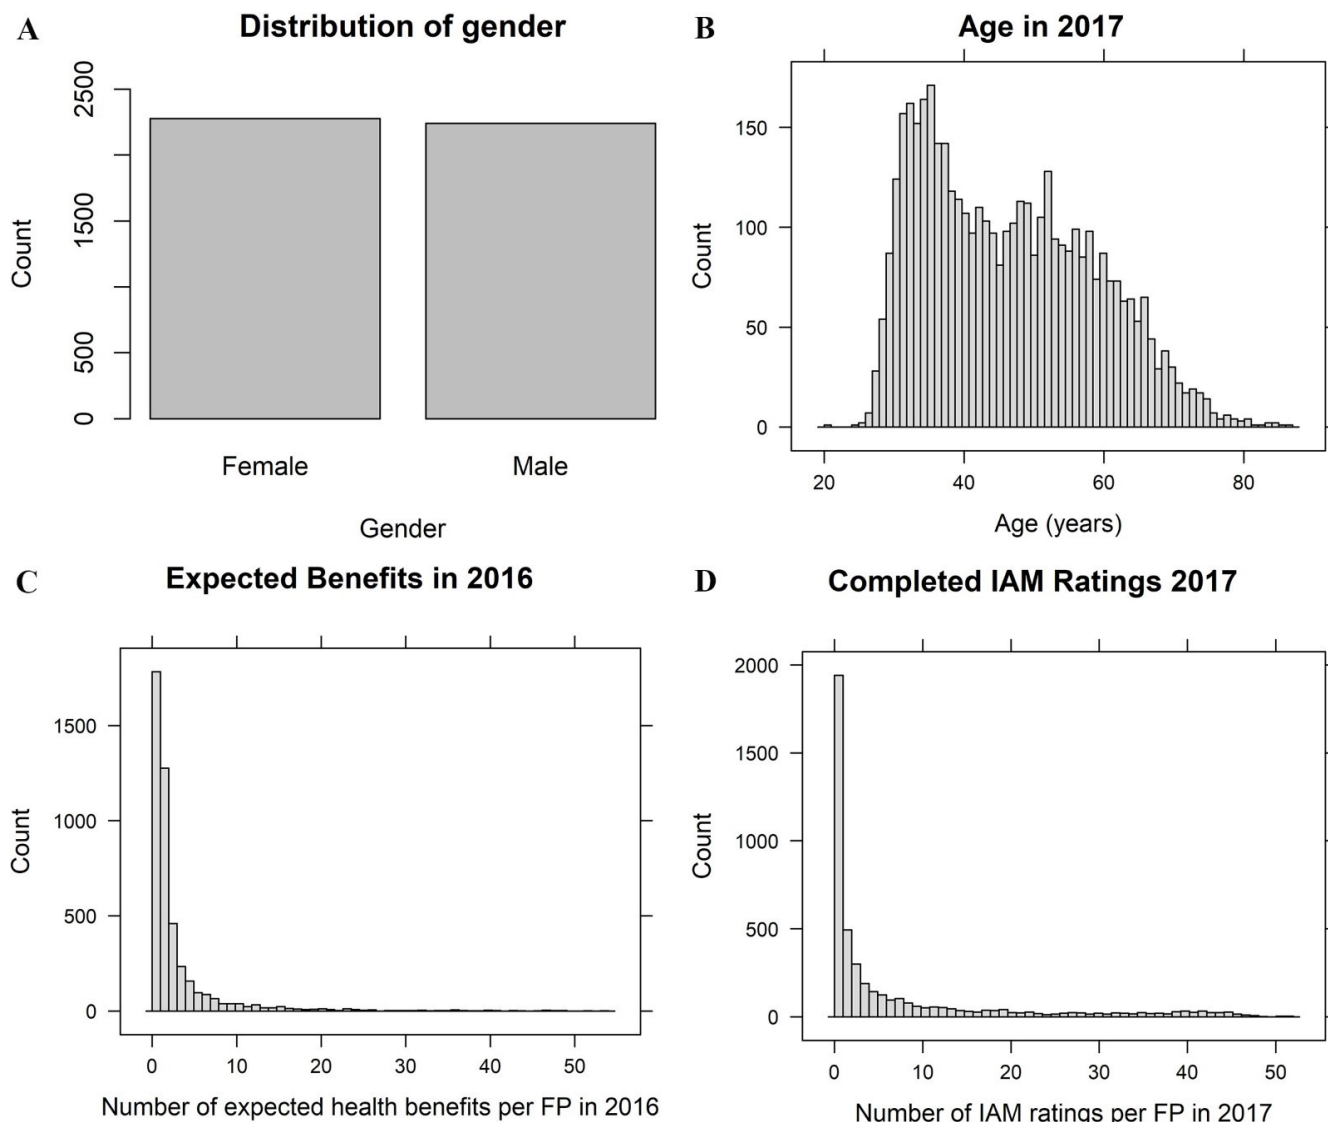 A
Distribution of gender
2500
1500
500
0
Count
Female
Male
Gender
B
Age in 2017
150
100
50
0
Count
20
40
60
80
Age (years)
C
Expected Benefits in 2016
1500
1000
500
0
Count
0
10
20
30
40
50
Number of expected health benefits per FP in 2016
D
Completed IAM Ratings 2017
2000
1500
1000
500
0
Count
0
10
20
30
40
50
Number of IAM ratings per FP in 2017